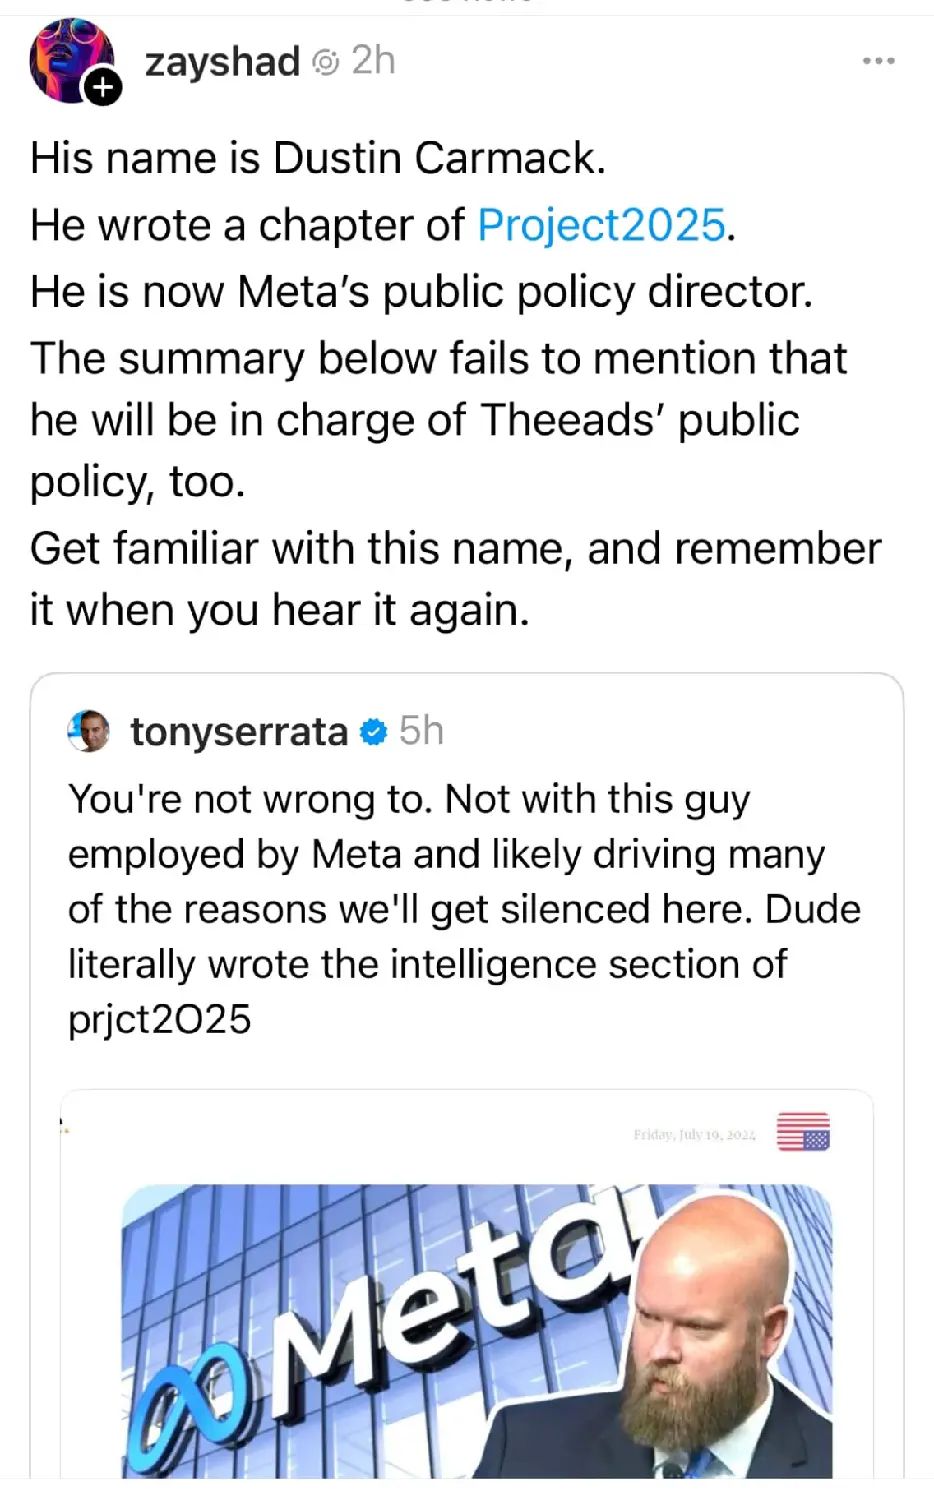 zayshad 2h
His name is Dustin Carmack.
He wrote a chapter of Project2025.
He is now Meta's public policy director.
The summary below fails to mention that
he will be in charge of Theeads' public
policy, too.
Get familiar with this name, and remember
it when you hear it again.
tonyserrata 5h
You're not wrong to. Not with this guy
employed by Meta and likely driving many
of the reasons we'll get silenced here. Dude
literally wrote the intelligence section of
prjct2O25
Friday, July 19, 2024
Meta